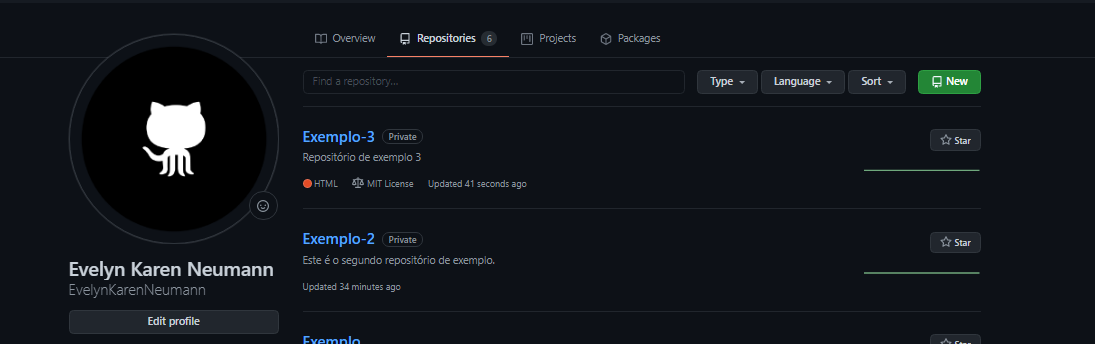 Overview Repositories 6 Projects Packages
Find a repository... Type Language Sort New
Exemplo-3 Private Star
Repositório de exemplo 3
HTML MIT License Updated 41 seconds ago
Exemplo-2 Private Star
Este é o segundo repositório de exemplo.
Updated 34 minutes ago
Exemplo Star
Evelyn Karen Neumann
EvelynKarenNeumann
Edit profile